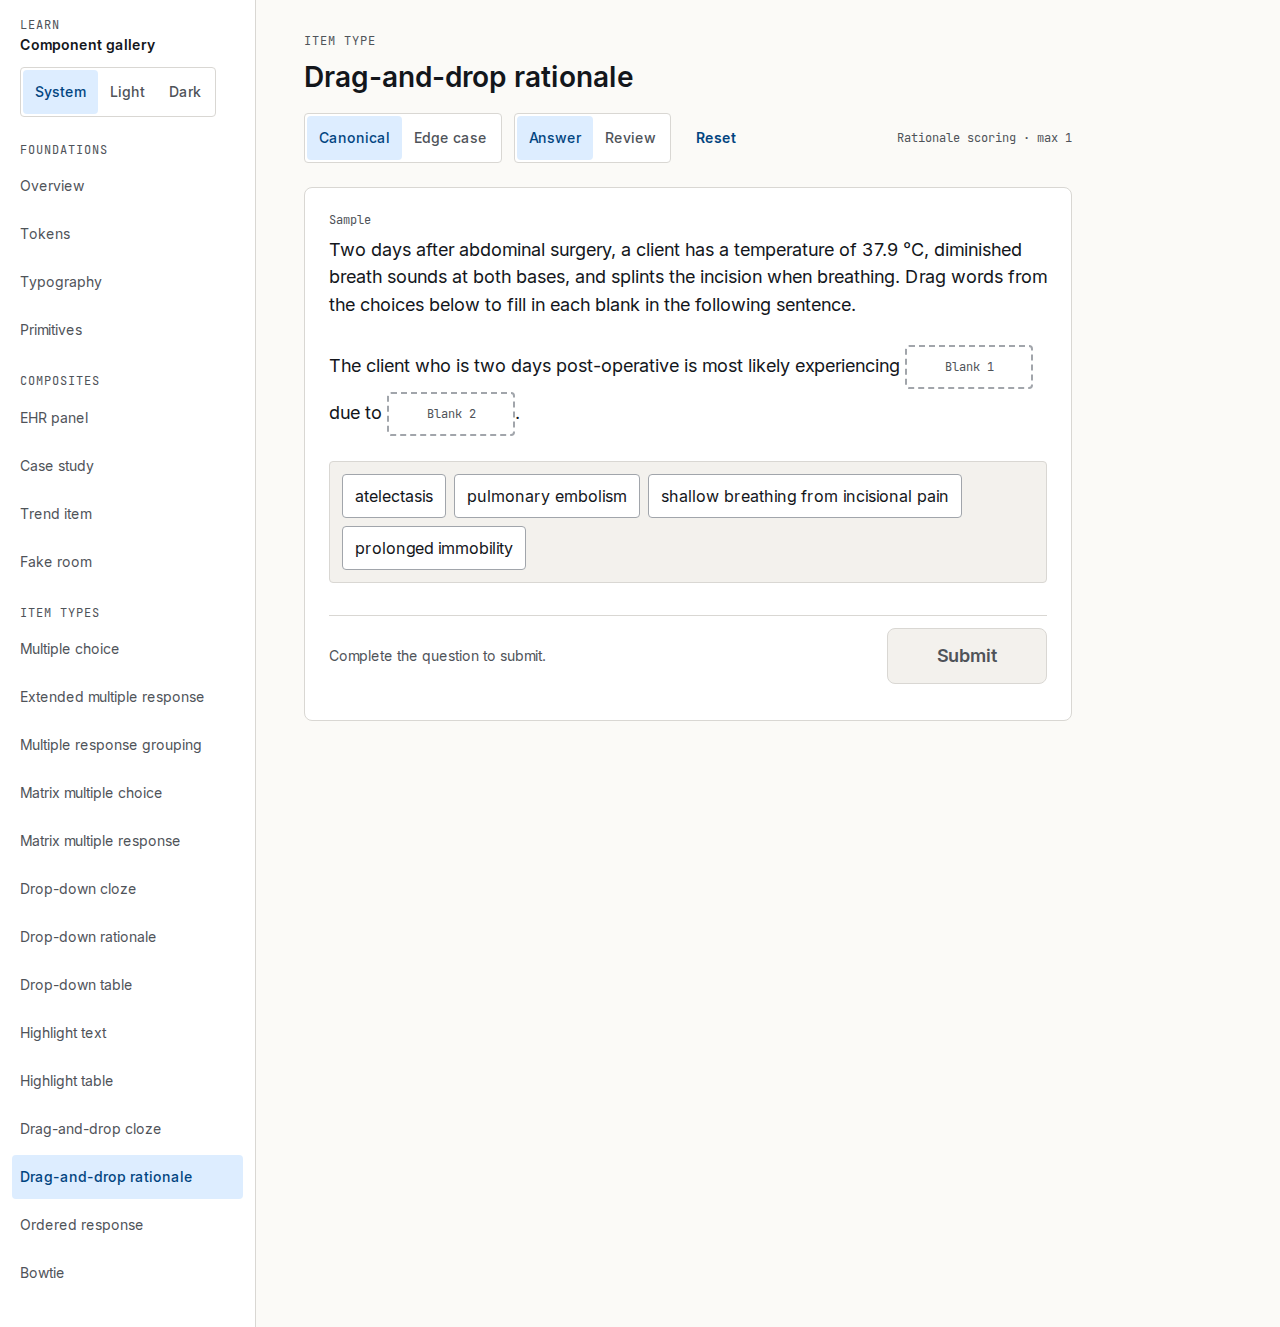 LEARN
Component gallery
System Light Dark
FOUNDATIONS
Overview
Tokens
Typography
Primitives
COMPOSITES
EHR panel
Case study
Trend item
Fake room
ITEM TYPES
Multiple choice
Extended multiple response
Multiple response grouping
Matrix multiple choice
Matrix multiple response
Drop-down cloze
Drop-down rationale
Drop-down table
Highlight text
Highlight table
Drag-and-drop cloze
Drag-and-drop rationale
Ordered response
Bowtie
ITEM TYPE
Drag-and-drop rationale
Canonical Edge case Answer Review Reset Rationale scoring · max 1
Sample
Two days after abdominal surgery, a client has a temperature of 37.9 °C, diminished
breath sounds at both bases, and splints the incision when breathing. Drag words from
the choices below to fill in each blank in the following sentence.
The client who is two days post-operative is most likely experiencing Blank 1
due to Blank 2.
atelectasis pulmonary embolism shallow breathing from incisional pain
prolonged immobility
Complete the question to submit. Submit